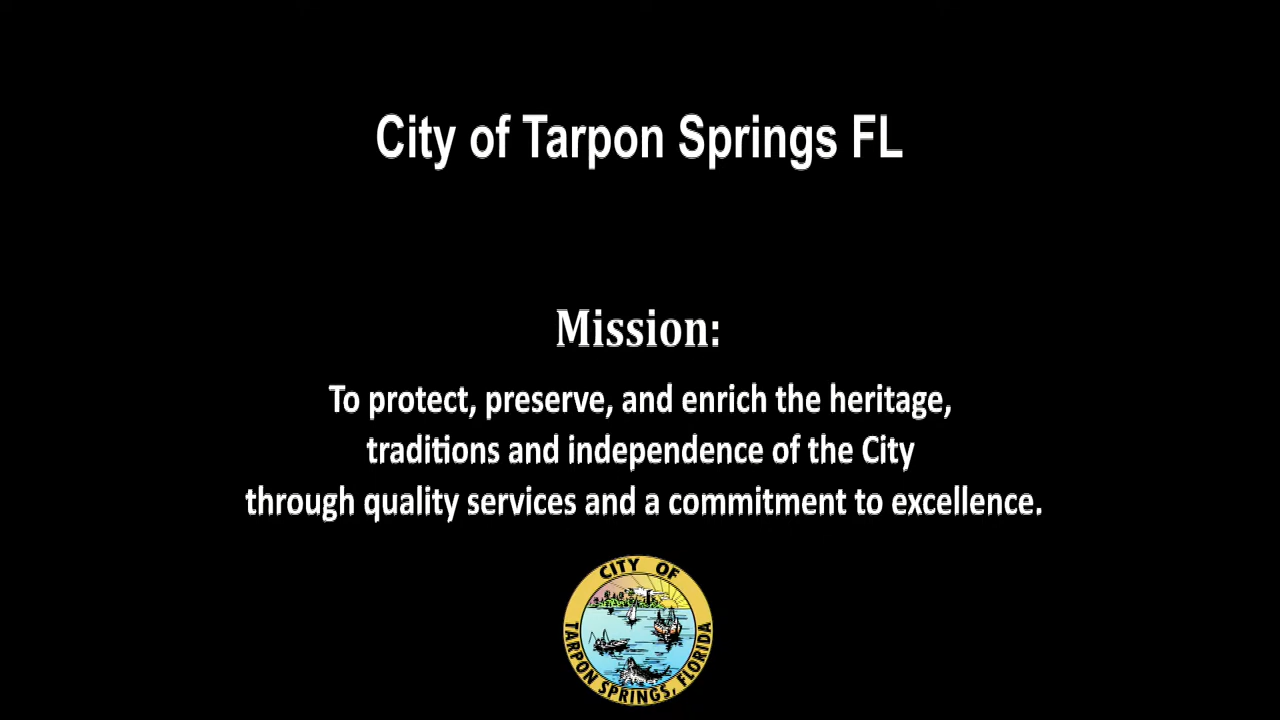 City of Tarpon Springs FL
Mission:
To protect, preserve, and enrich the heritage,
traditions and independence of the City
through quality services and a commitment to excellence.
CITY OF
TARPON SPRINGS, FLORIDA